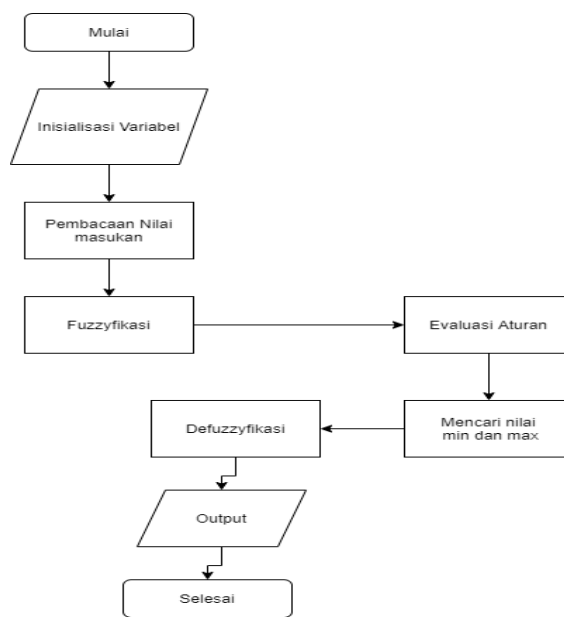 Mulai
Inisialisasi Variabel
Pembacaan Nilai
masukan
Fuzzyfikasi
Evaluasi Aturan
Mencari nilai
min dan max
Defuzzyfikasi
Output
Selesai